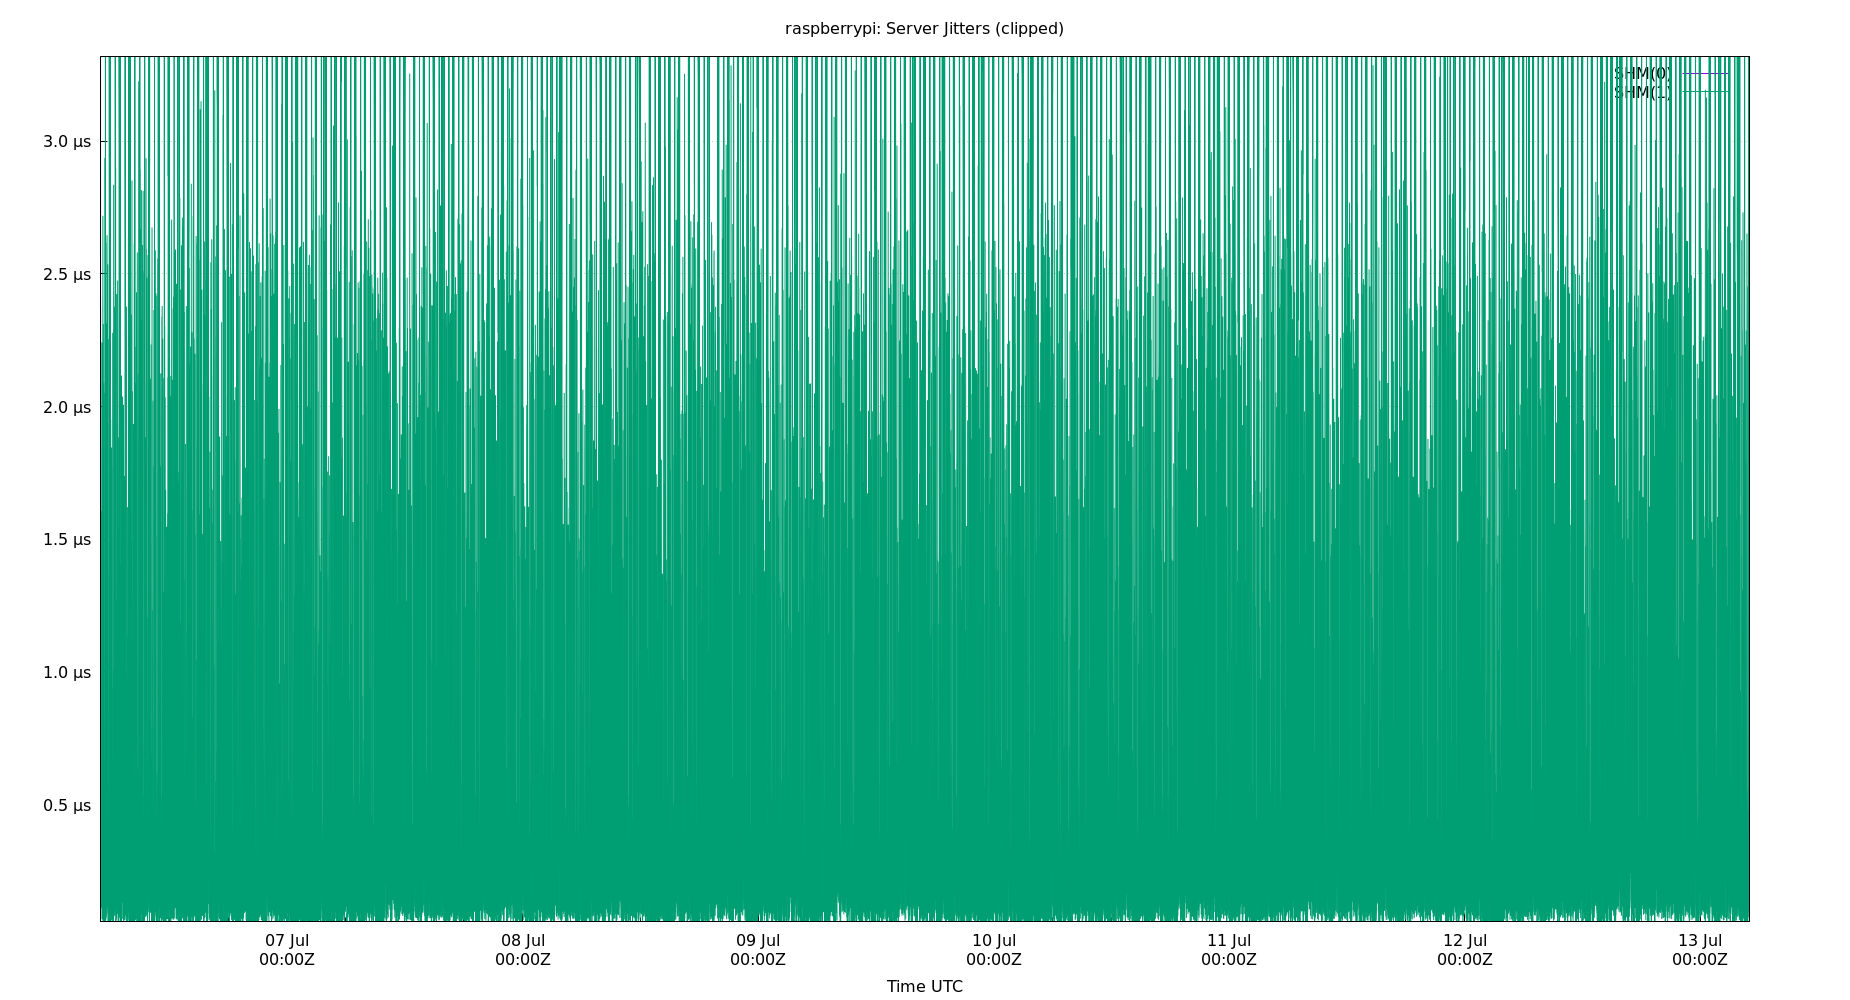 raspberrypi: Server Jitters (clipped)
SHM(0)
SHM(1)
3.0 µs
2.5 µs
2.0 µs
1.5 µs
1.0 µs
0.5 µs
07 Jul 08 Jul 09 Jul 10 Jul 11 Jul 12 Jul 13 Jul
00:00Z 00:00Z 00:00Z 00:00Z 00:00Z 00:00Z 00:00Z
Time UTC